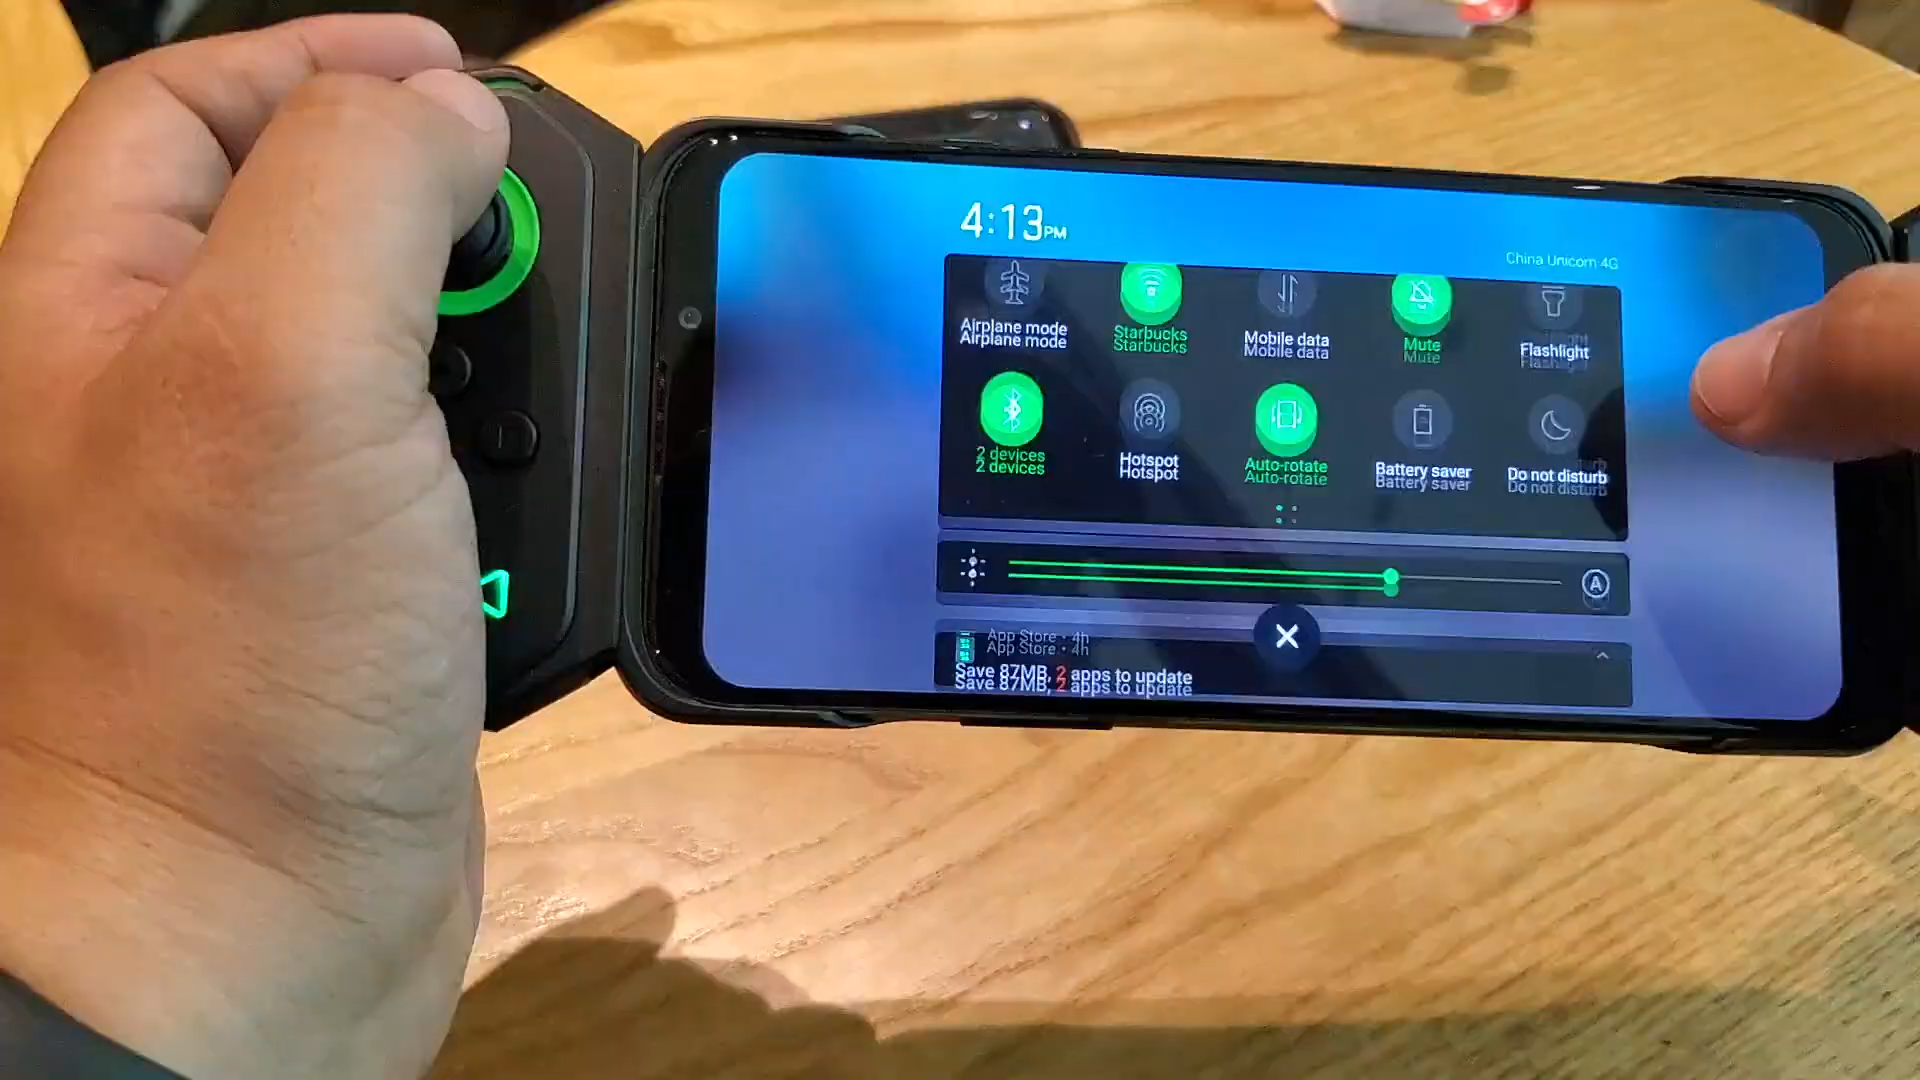 4:13PM
China Unicom 4G
Airplane mode
Starbucks
Mobile data
Mute
Flashlight
2 devices
Hotspot
Auto-rotate
Battery saver
Do not disturb
A
App Store • 4h
Save 87MB, 2 apps to update